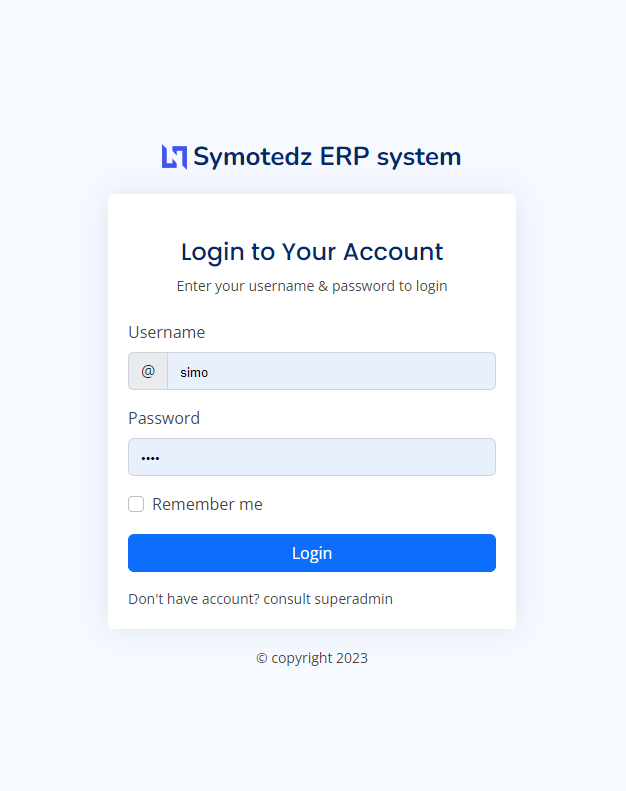 Symotedz ERP system
Login to Your Account
Enter your username & password to login
Username
@ simo
Password
••••
Remember me
Login
Don't have account? consult superadmin
© copyright 2023